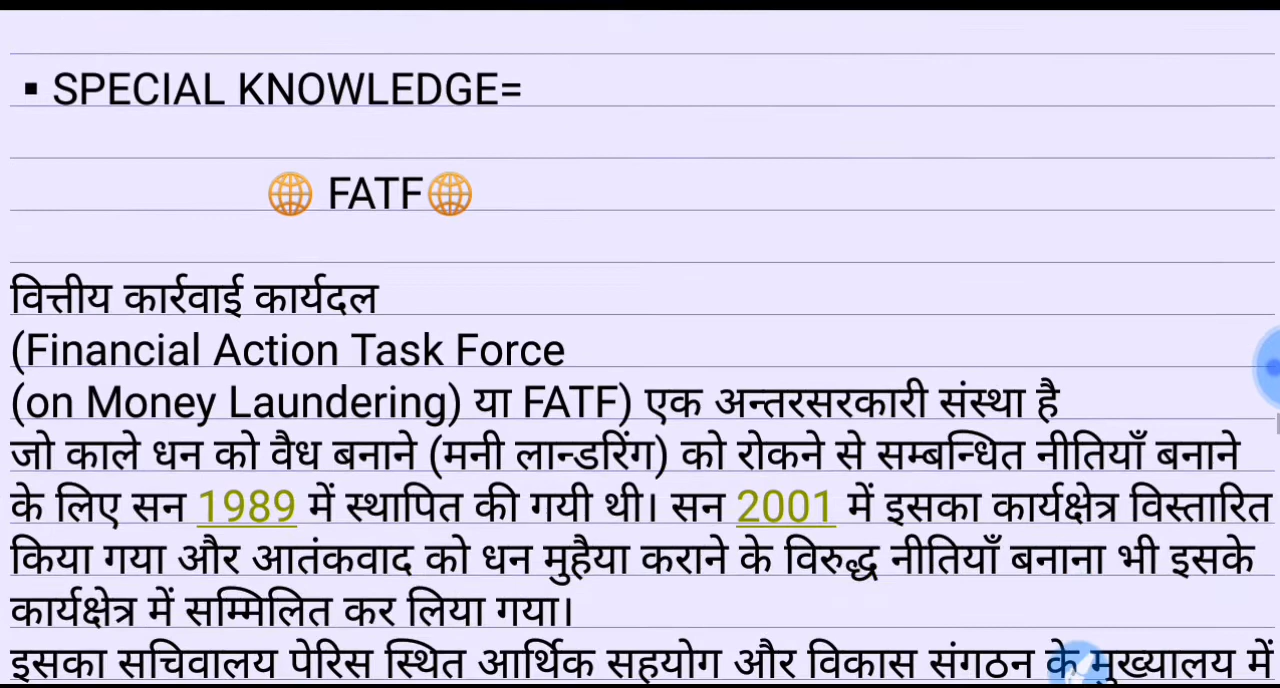 ▪ SPECIAL KNOWLEDGE=
🌐 FATF🌐
वित्तीय कार्रवाई कार्यदल
(Financial Action Task Force
(on Money Laundering) या FATF) एक अन्तरसरकारी संस्था है
जो काले धन को वैध बनाने (मनी लान्डरिंग) को रोकने से सम्बन्धित नीतियाँ बनाने
के लिए सन 1989 में स्थापित की गयी थी। सन 2001 में इसका कार्यक्षेत्र विस्तारित
किया गया और आतंकवाद को धन मुहैया कराने के विरुद्ध नीतियाँ बनाना भी इसके
कार्यक्षेत्र में सम्मिलित कर लिया गया।
इसका सचिवालय पेरिस स्थित आर्थिक सहयोग और विकास संगठन के मुख्यालय में